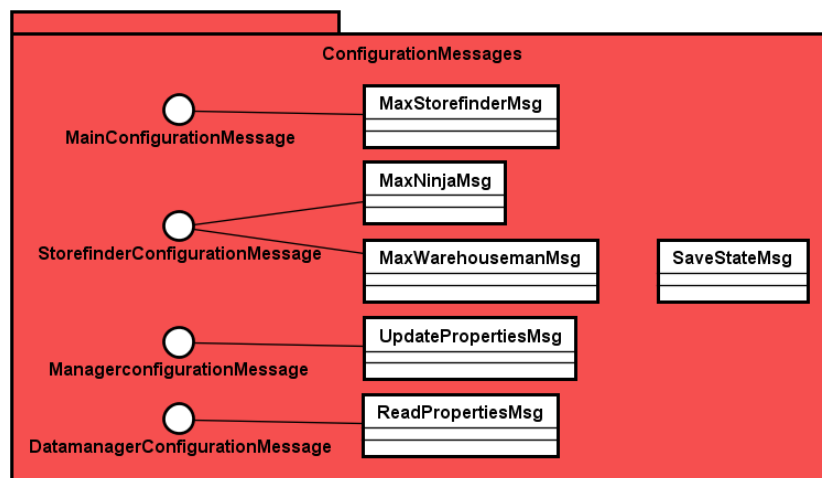 ConfigurationMessages
MaxStorefinderMsg
MainConfigurationMessage
MaxNinjaMsg
StorefinderConfigurationMessage
MaxWarehousemanMsg
SaveStateMsg
UpdatePropertiesMsg
ManagerconfigurationMessage
ReadPropertiesMsg
DatamanagerConfigurationMessage